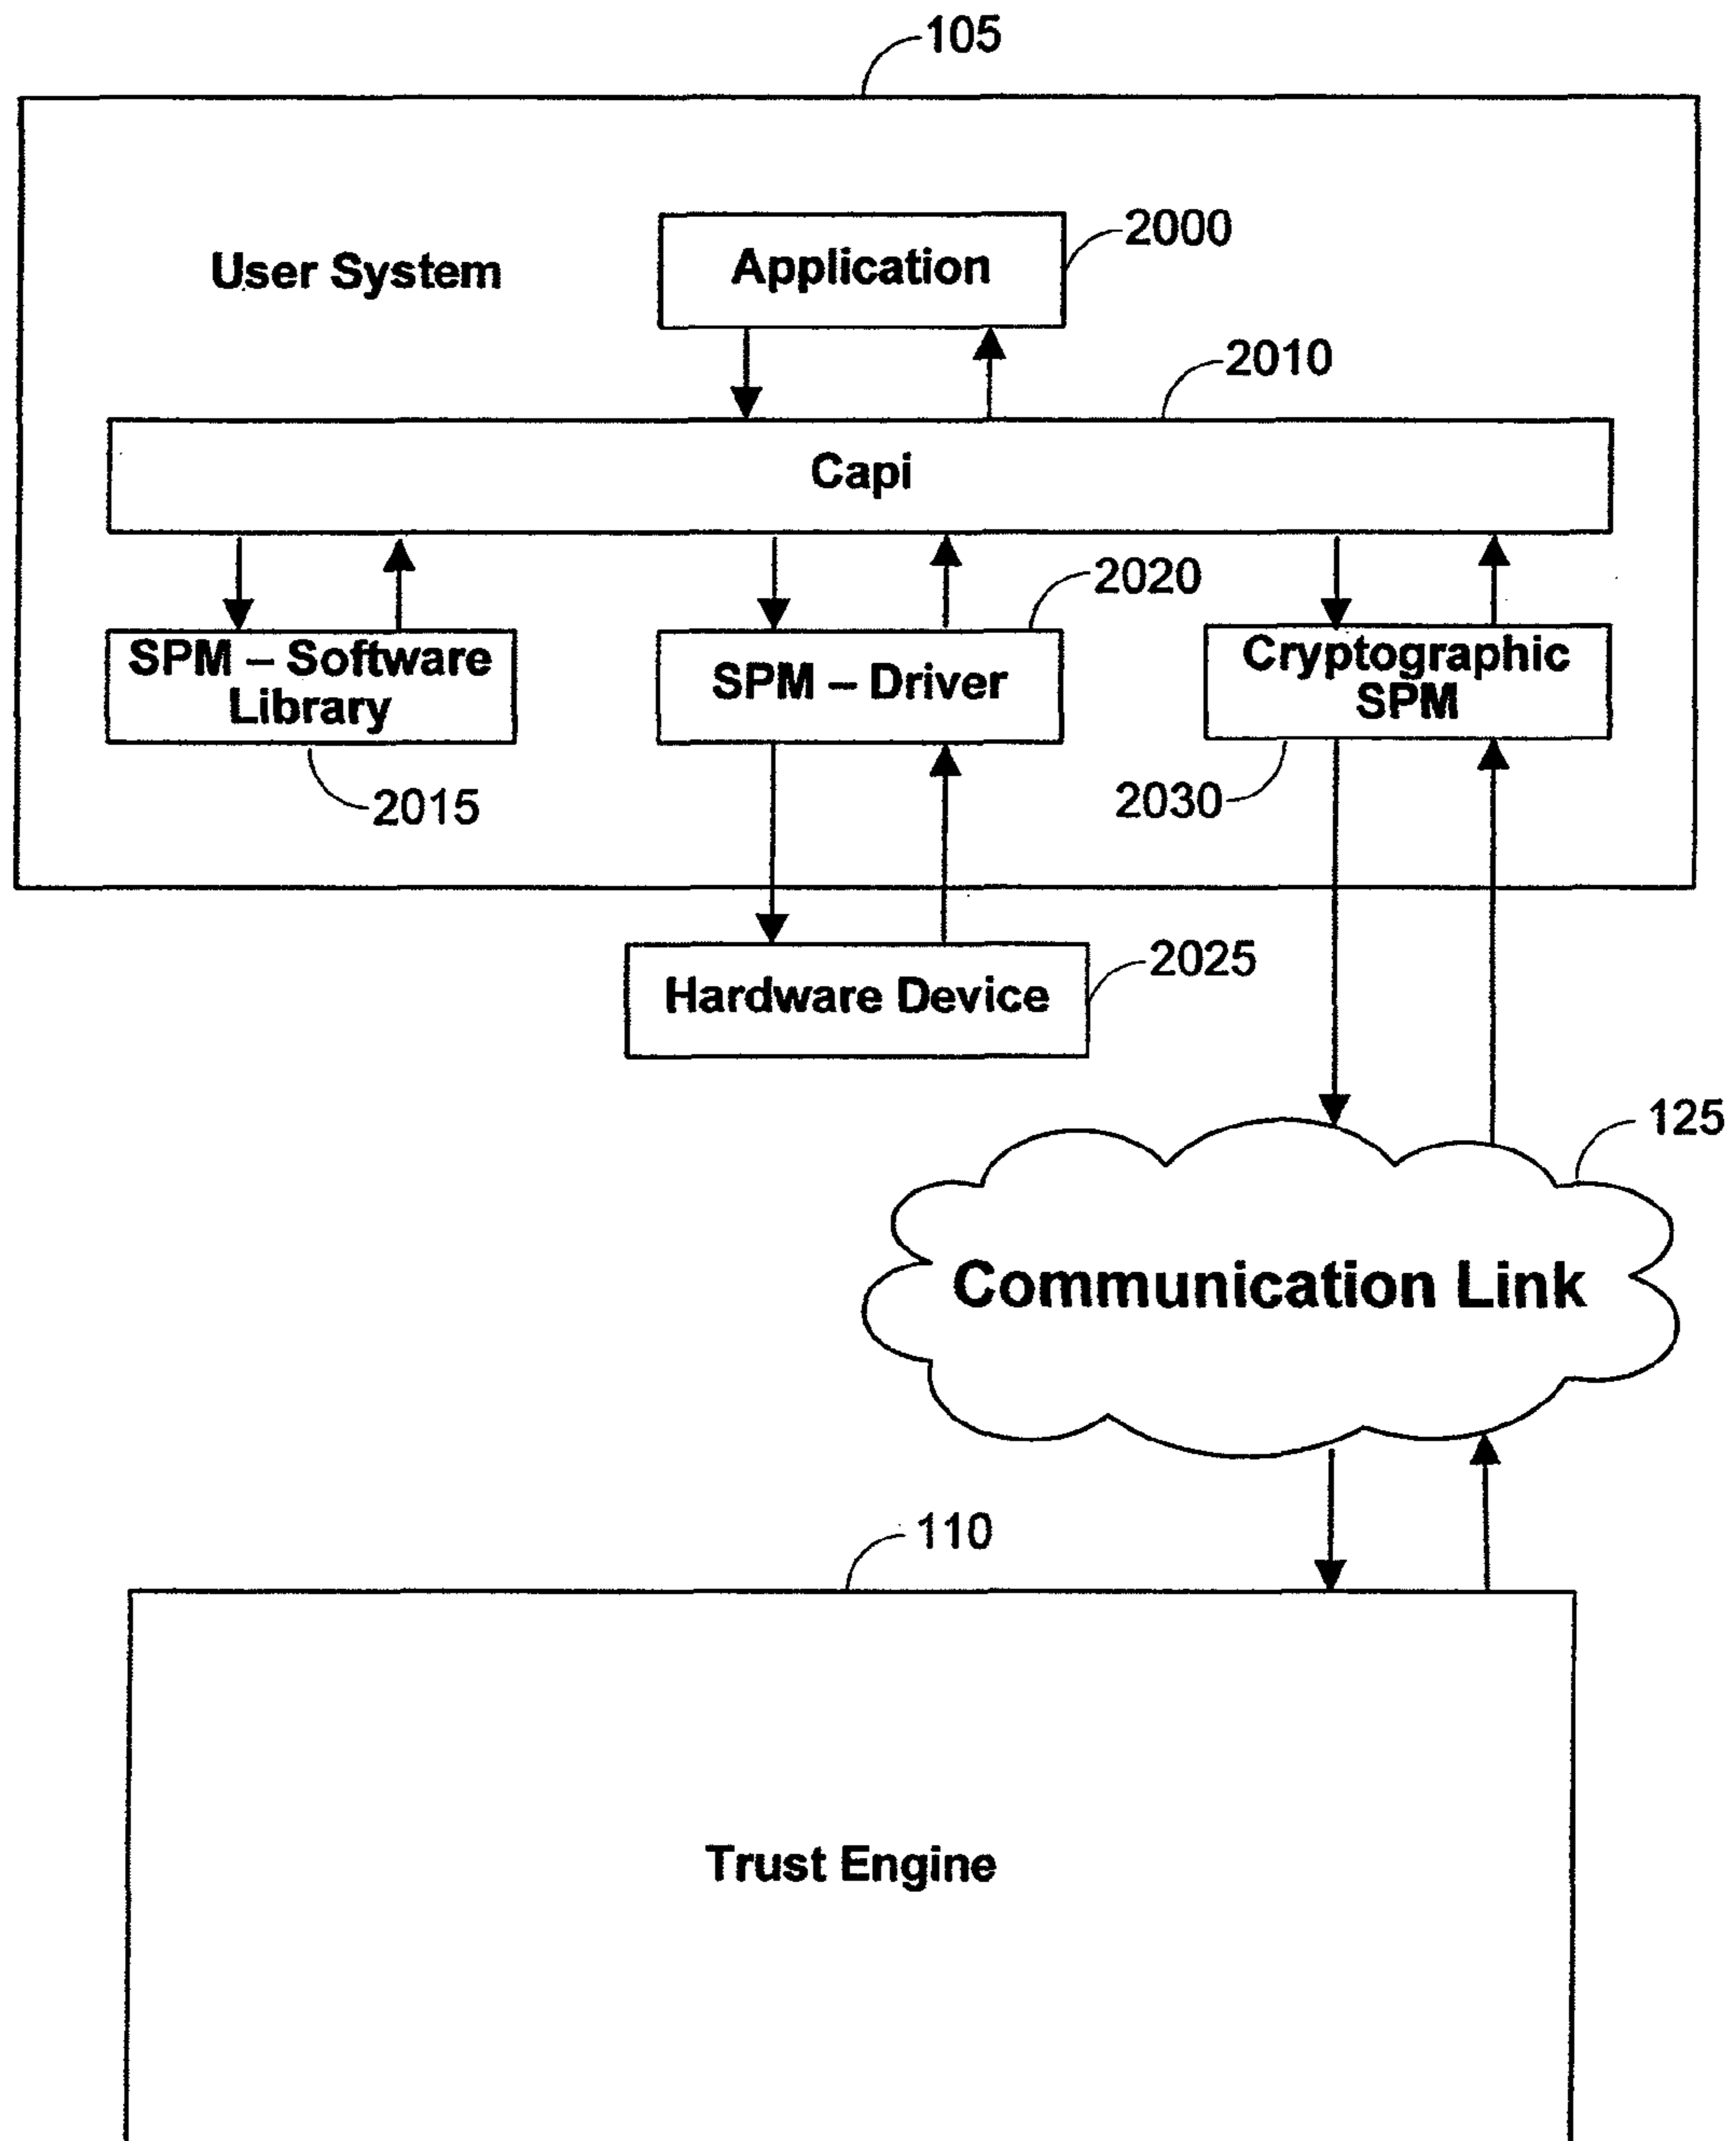 105
2000
User System
Application
2010
Capi
2020
SPM – Software
Library
SPM – Driver
Cryptographic
SPM
2015
2030
2025
Hardware Device
125
Communication Link
110
Trust Engine